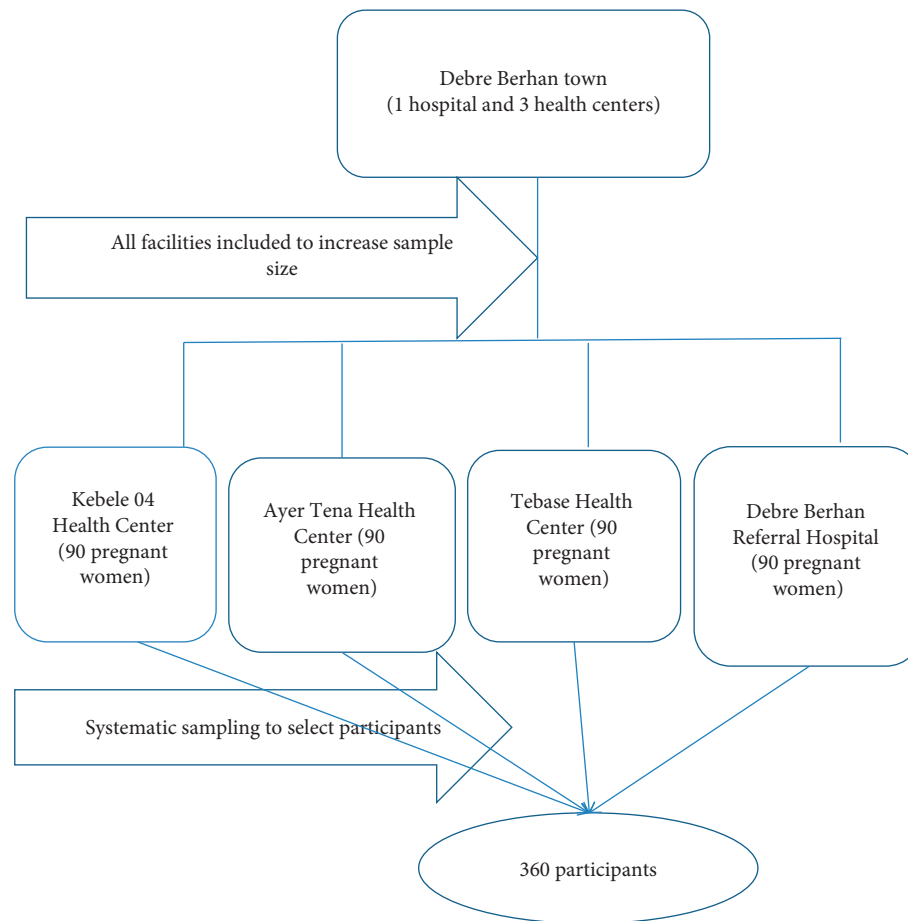 Debre Berhan town
(1 hospital and 3 health centers)
All facilities included to increase sample
size
Kebele 04
Health Center
(90 pregnant
women)
Ayer Tena Health
Center (90
pregnant
women)
Tebase Health
Center (90
pregnant
women)
Debre Berhan
Referral Hospital
(90 pregnant
women)
Systematic sampling to select participants
360 participants